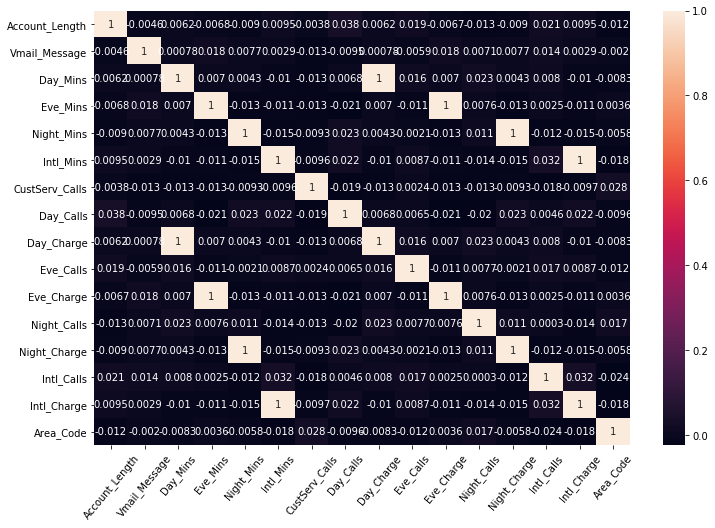 Account_Length 1 -0.0046 0.0062 -0.0068 -0.009 0.0095 -0.0038 0.038 0.0062 0.019 -0.0067 -0.013 -0.009 0.021 0.0095 -0.012
Vmail_Message -0.0046 1 0.00078 0.018 0.0077 0.0029 -0.013 -0.0095 0.00078 -0.0059 0.018 0.0071 0.0077 0.014 0.0029 -0.002
Day_Mins 0.0062 0.00078 1 0.007 0.0043 -0.01 -0.013 0.0068 1 0.016 0.007 0.023 0.0043 0.008 -0.01 -0.0083
Eve_Mins -0.0068 0.018 0.007 1 -0.013 -0.011 -0.013 -0.021 0.007 -0.011 1 0.0076 -0.013 0.0025 -0.011 0.0036
Night_Mins -0.009 0.0077 0.0043 -0.013 1 -0.015 -0.0093 0.023 0.0043 -0.0021 -0.013 0.011 1 -0.012 -0.015 -0.0058
Intl_Mins 0.0095 0.0029 -0.01 -0.011 -0.015 1 -0.0096 0.022 -0.01 0.0087 -0.011 -0.014 -0.015 0.032 1 -0.018
CustServ_Calls -0.0038 -0.013 -0.013 -0.013 -0.0093 -0.0096 1 -0.019 -0.013 0.0024 -0.013 -0.013 -0.0093 -0.018 -0.0097 0.028
Day_Calls 0.038 -0.0095 0.0068 -0.021 0.023 0.022 -0.019 1 0.0068 0.0065 -0.021 -0.02 0.023 0.0046 0.022 -0.0096
Day_Charge 0.0062 0.00078 1 0.007 0.0043 -0.01 -0.013 0.0068 1 0.016 0.007 0.023 0.0043 0.008 -0.01 -0.0083
Eve_Calls 0.019 -0.0059 0.016 -0.011 -0.0021 0.0087 0.0024 0.0065 0.016 1 -0.011 0.0077 -0.0021 0.017 0.0087 -0.012
Eve_Charge -0.0067 0.018 0.007 1 -0.013 -0.011 -0.013 -0.021 0.007 -0.011 1 0.0076 -0.013 0.0025 -0.011 0.0036
Night_Calls -0.013 0.0071 0.023 0.0076 0.011 -0.014 -0.013 -0.02 0.023 0.0077 0.0076 1 0.011 0.0003 -0.014 0.017
Night_Charge -0.009 0.0077 0.0043 -0.013 1 -0.015 -0.0093 0.023 0.0043 -0.0021 -0.013 0.011 1 -0.012 -0.015 -0.0058
Intl_Calls 0.021 0.014 0.008 0.0025 -0.012 0.032 -0.018 0.0046 0.008 0.017 0.0025 0.0003 -0.012 1 0.032 -0.024
Intl_Charge 0.0095 0.0029 -0.01 -0.011 -0.015 1 -0.0097 0.022 -0.01 0.0087 -0.011 -0.014 -0.015 0.032 1 -0.018
Area_Code -0.012 -0.002 -0.0083 0.0036 -0.0058 -0.018 0.028 -0.0096 -0.0083 -0.012 0.0036 0.017 -0.0058 -0.024 -0.018 1
Account_Length Vmail_Message Day_Mins Eve_Mins Night_Mins Intl_Mins CustServ_Calls Day_Calls Day_Charge Eve_Calls Eve_Charge Night_Calls Night_Charge Intl_Calls Intl_Charge Area_Code
1.0
0.8
0.6
0.4
0.2
0.0